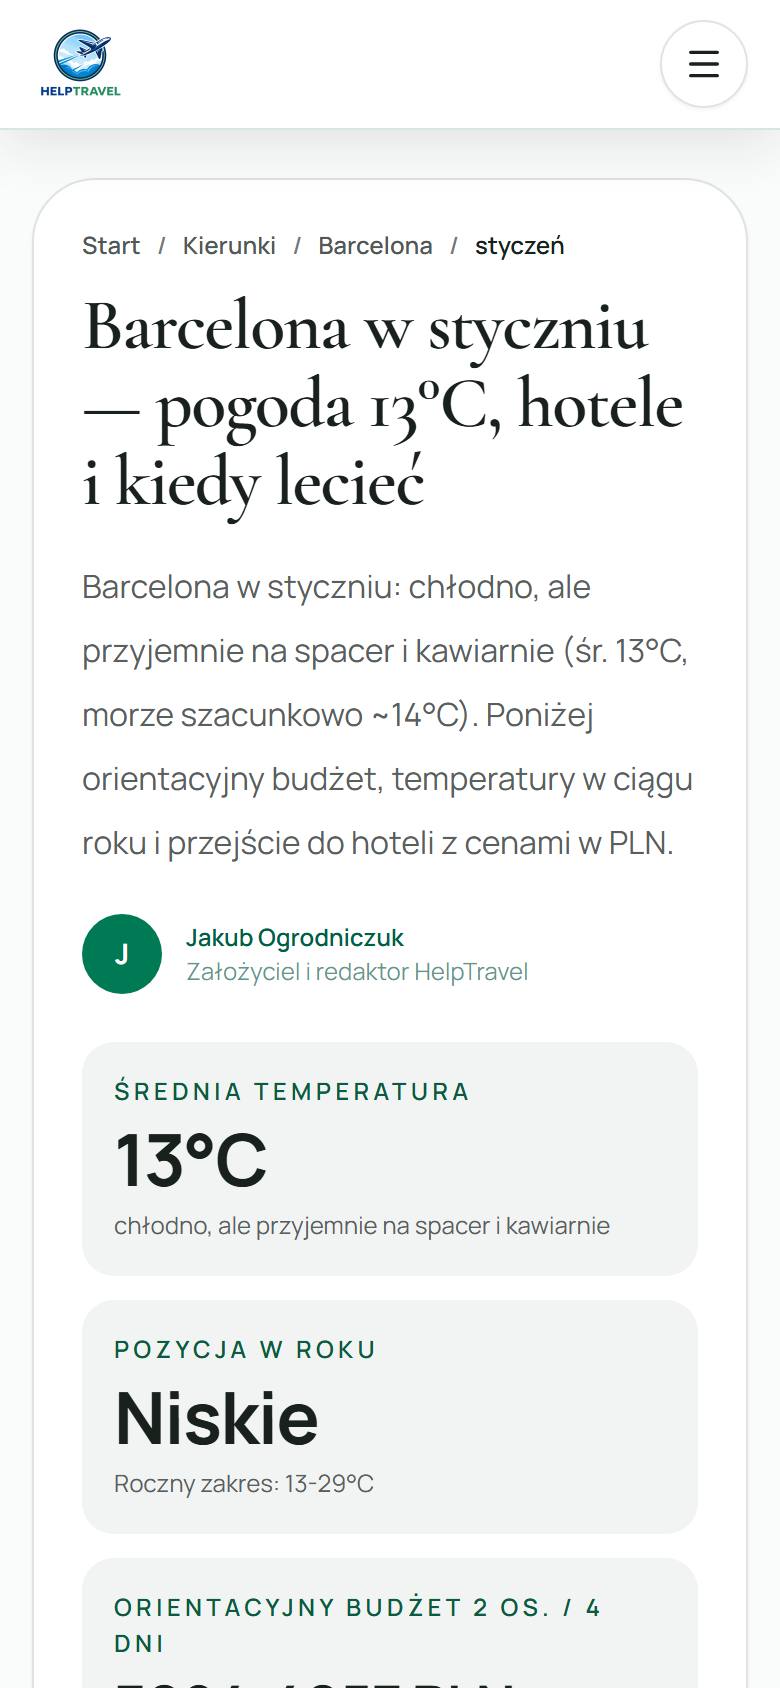 HELPTRAVEL
Start / Kierunki / Barcelona / styczeń
Barcelona w styczniu
— pogoda 13°C, hotele
i kiedy lecieć
Barcelona w styczniu: chłodno, ale
przyjemnie na spacer i kawiarnie (śr. 13°C,
morze szacunkowo ~14°C). Poniżej
orientacyjny budżet, temperatury w ciągu
roku i przejście do hoteli z cenami w PLN.
J
Jakub Ogrodniczuk
Założyciel i redaktor HelpTravel
ŚREDNIA TEMPERATURA
13°C
chłodno, ale przyjemnie na spacer i kawiarnie
POZYCJA W ROKU
Niskie
Roczny zakres: 13-29°C
ORIENTACYJNY BUDŻET 2 OS. / 4
DNI